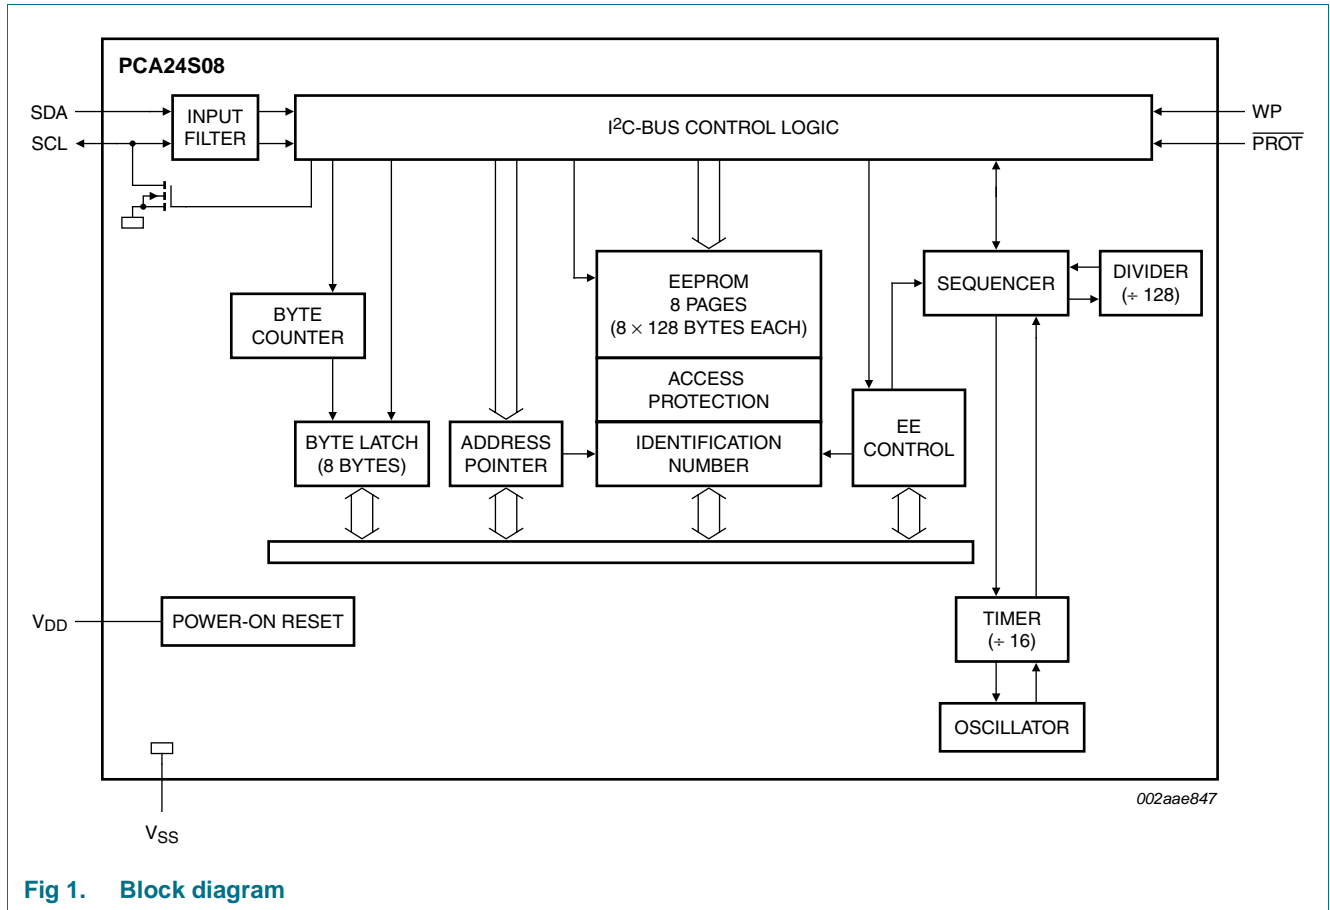 PCA24S08
SDA
SCL
INPUT
FILTER
I²C-BUS CONTROL LOGIC
WP
PROT
BYTE
COUNTER
EEPROM
8 PAGES
(8 × 128 BYTES EACH)
SEQUENCER
DIVIDER
(÷ 128)
ACCESS
PROTECTION
BYTE LATCH
(8 BYTES)
ADDRESS
POINTER
IDENTIFICATION
NUMBER
EE
CONTROL
VDD
POWER-ON RESET
TIMER
(÷ 16)
OSCILLATOR
VSS
002aae847
Fig 1. Block diagram